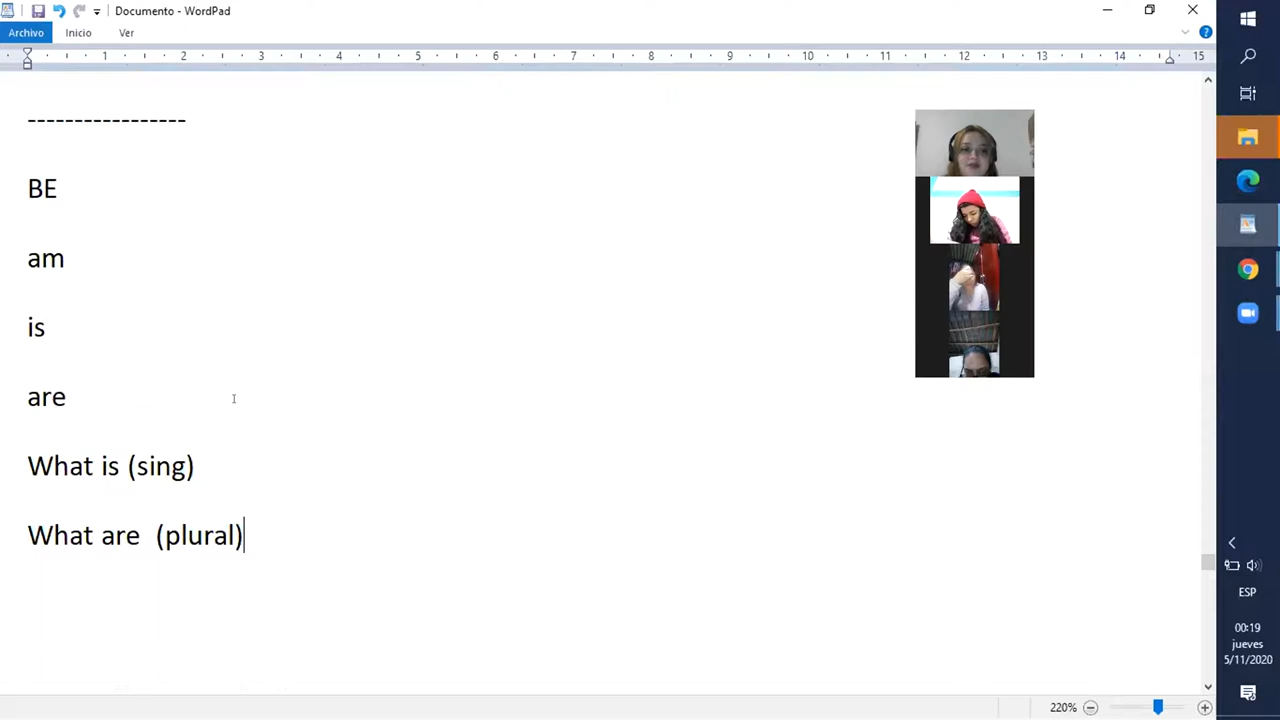 Documento - WordPad
Archivo Inicio Ver
1 2 3 4 5 6 7 8 9 10 11 12 13 14 15
-----------------
BE
am
is
are
What is (sing)
What are  (plural)
ESP
00:19
jueves
5/11/2020
220%